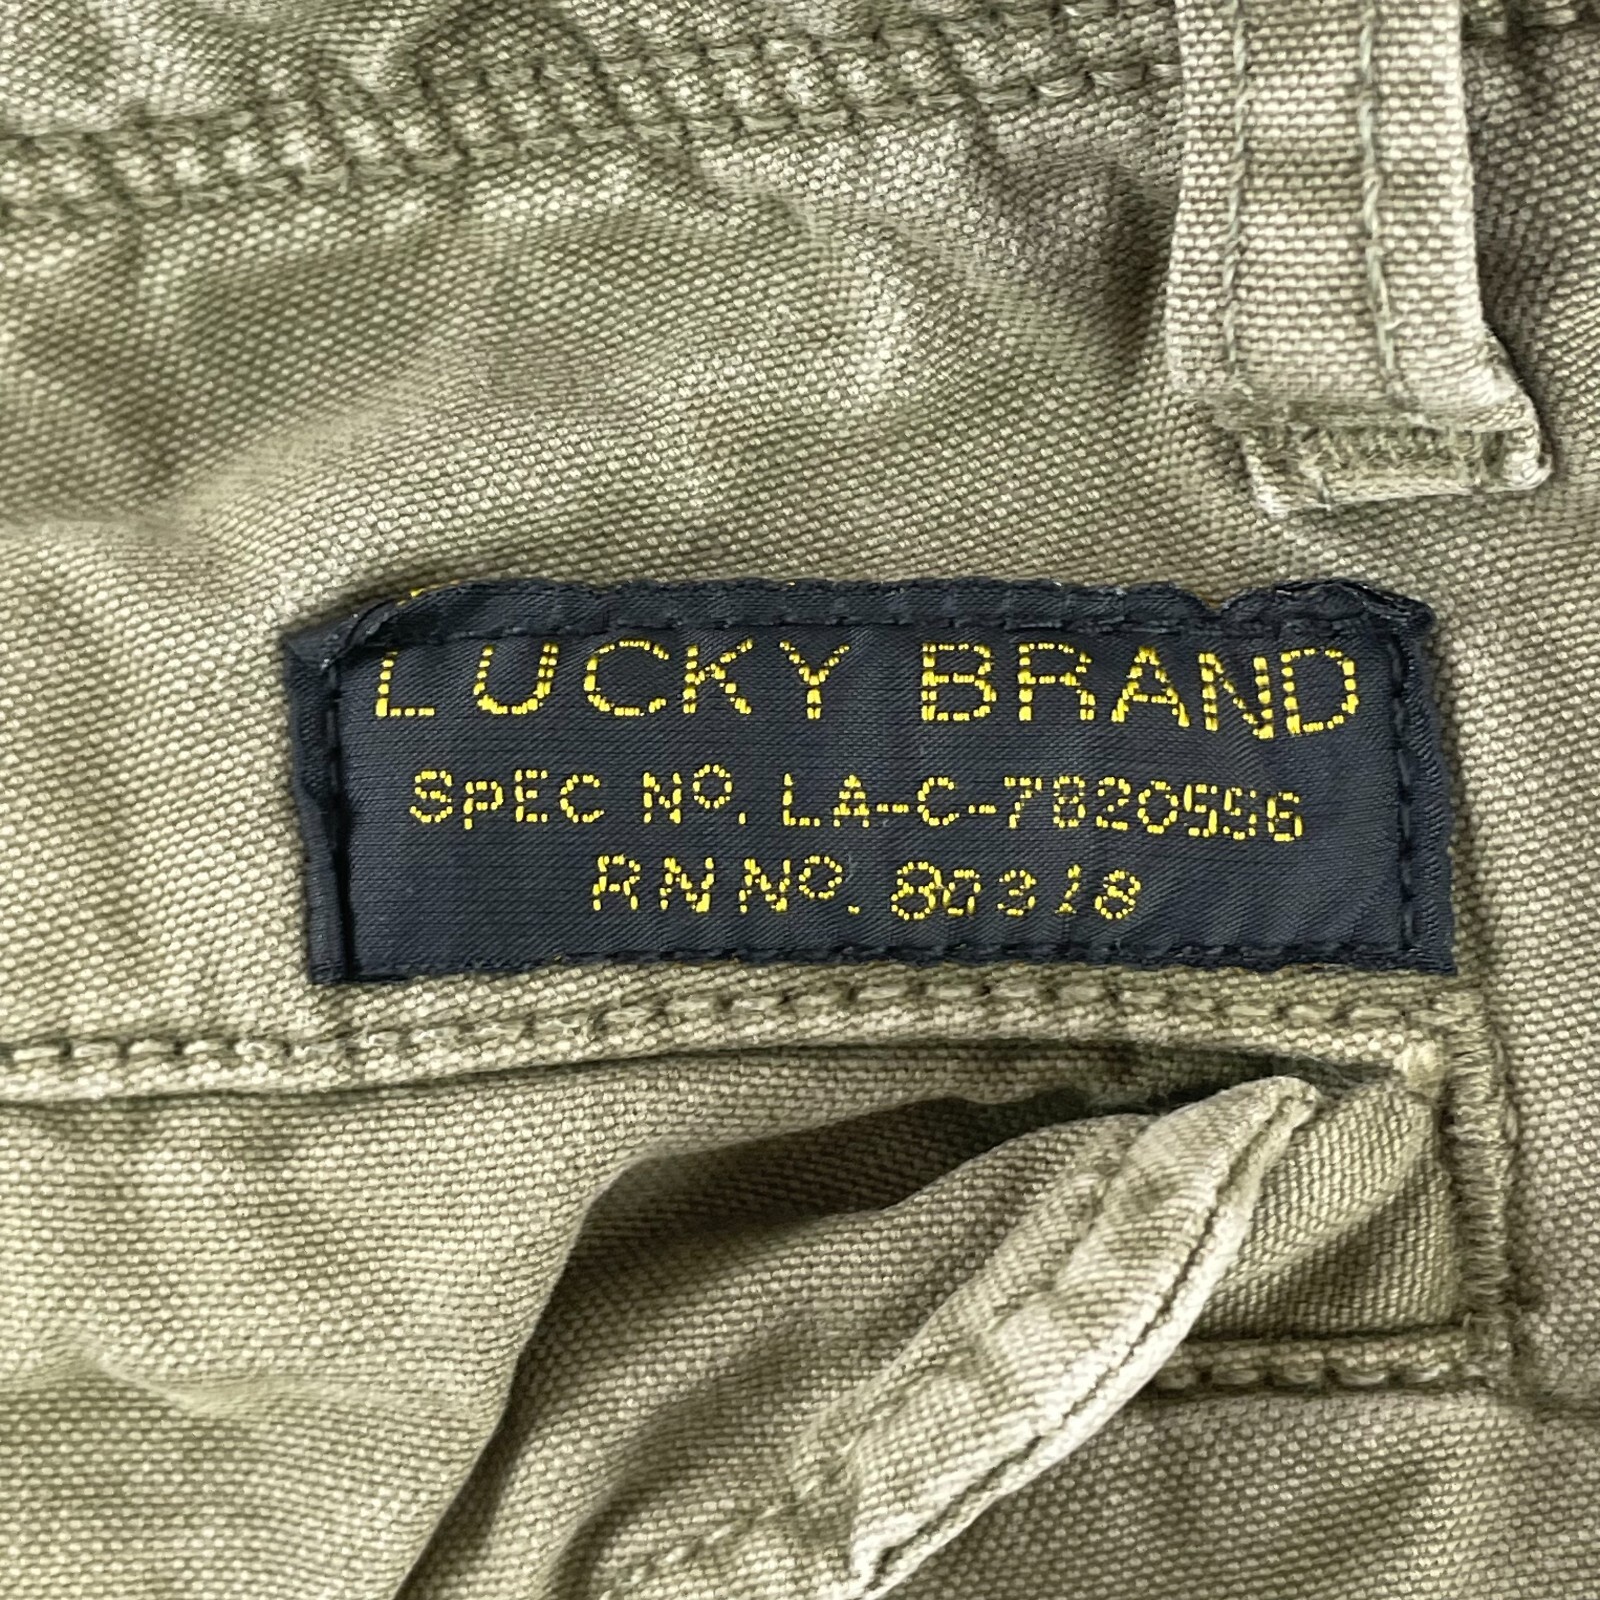 LUCKY BRAND
SPEC Nº. LA-C-7820556
RN Nº. 80318